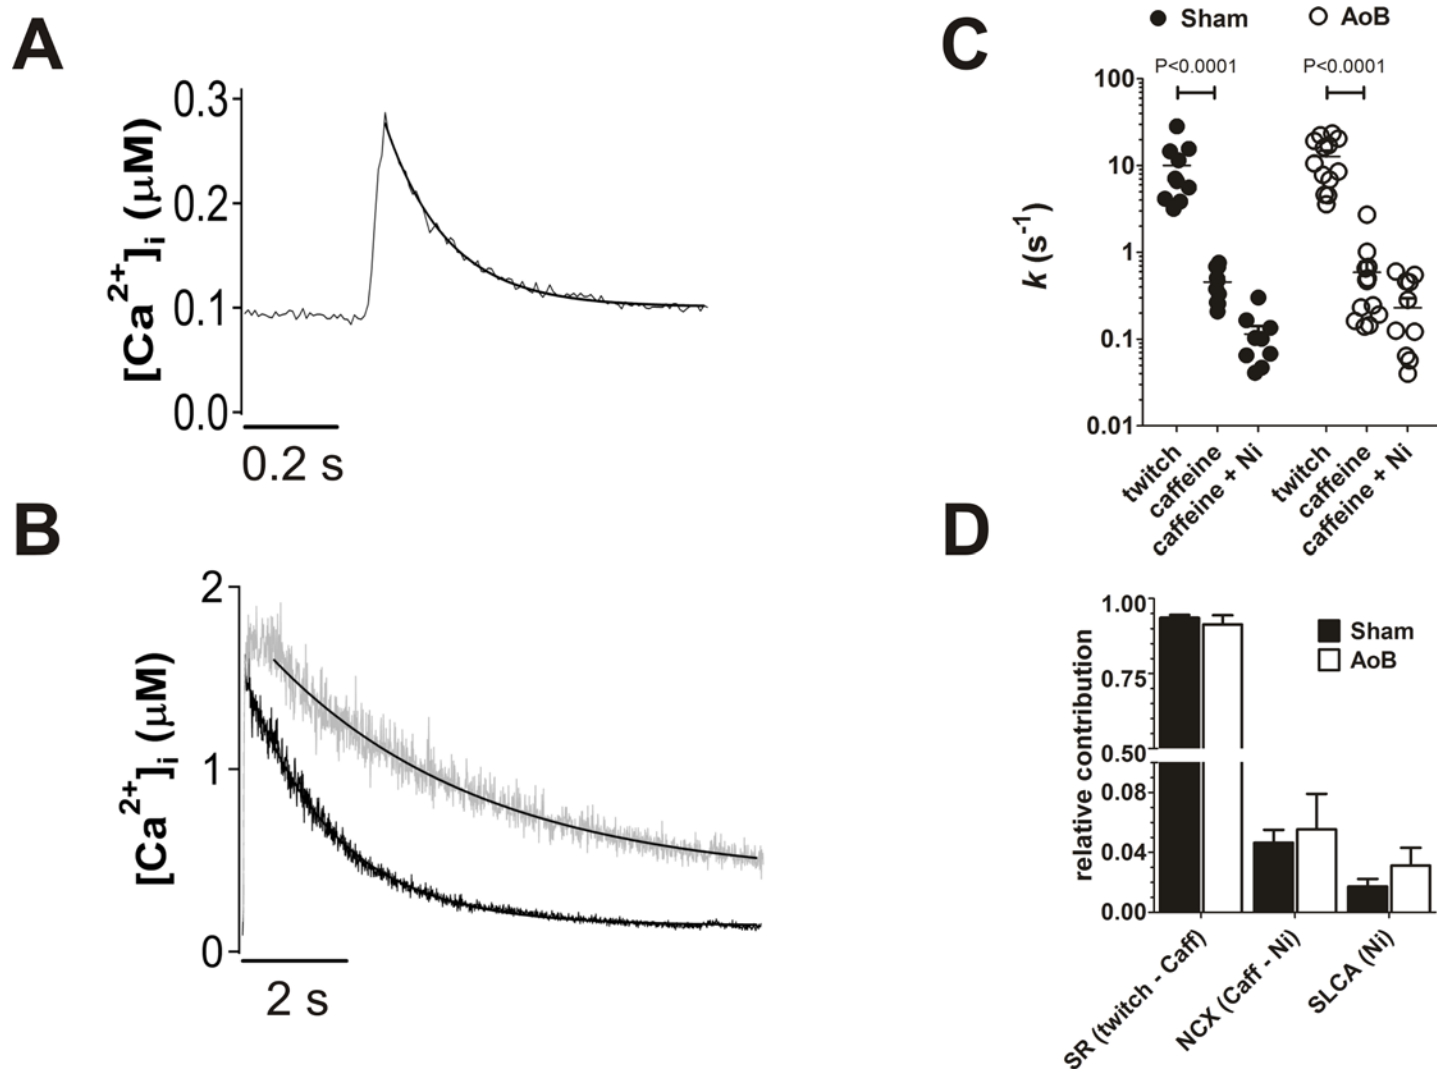 A
[Ca2+]i (μM)
0.3
0.2
0.1
0.0
0.2 s
B
[Ca2+]i (μM)
2
1
0
2 s
C
Sham
AoB
P<0.0001
P<0.0001
k (s-1)
100
10
1
0.1
0.01
twitch
caffeine
caffeine + Ni
twitch
caffeine
caffeine + Ni
D
relative contribution
1.00
0.75
0.50
0.08
0.04
0.00
Sham
AoB
SR (twitch - Caff)
NCX (Caff - Ni)
SLCA (Ni)